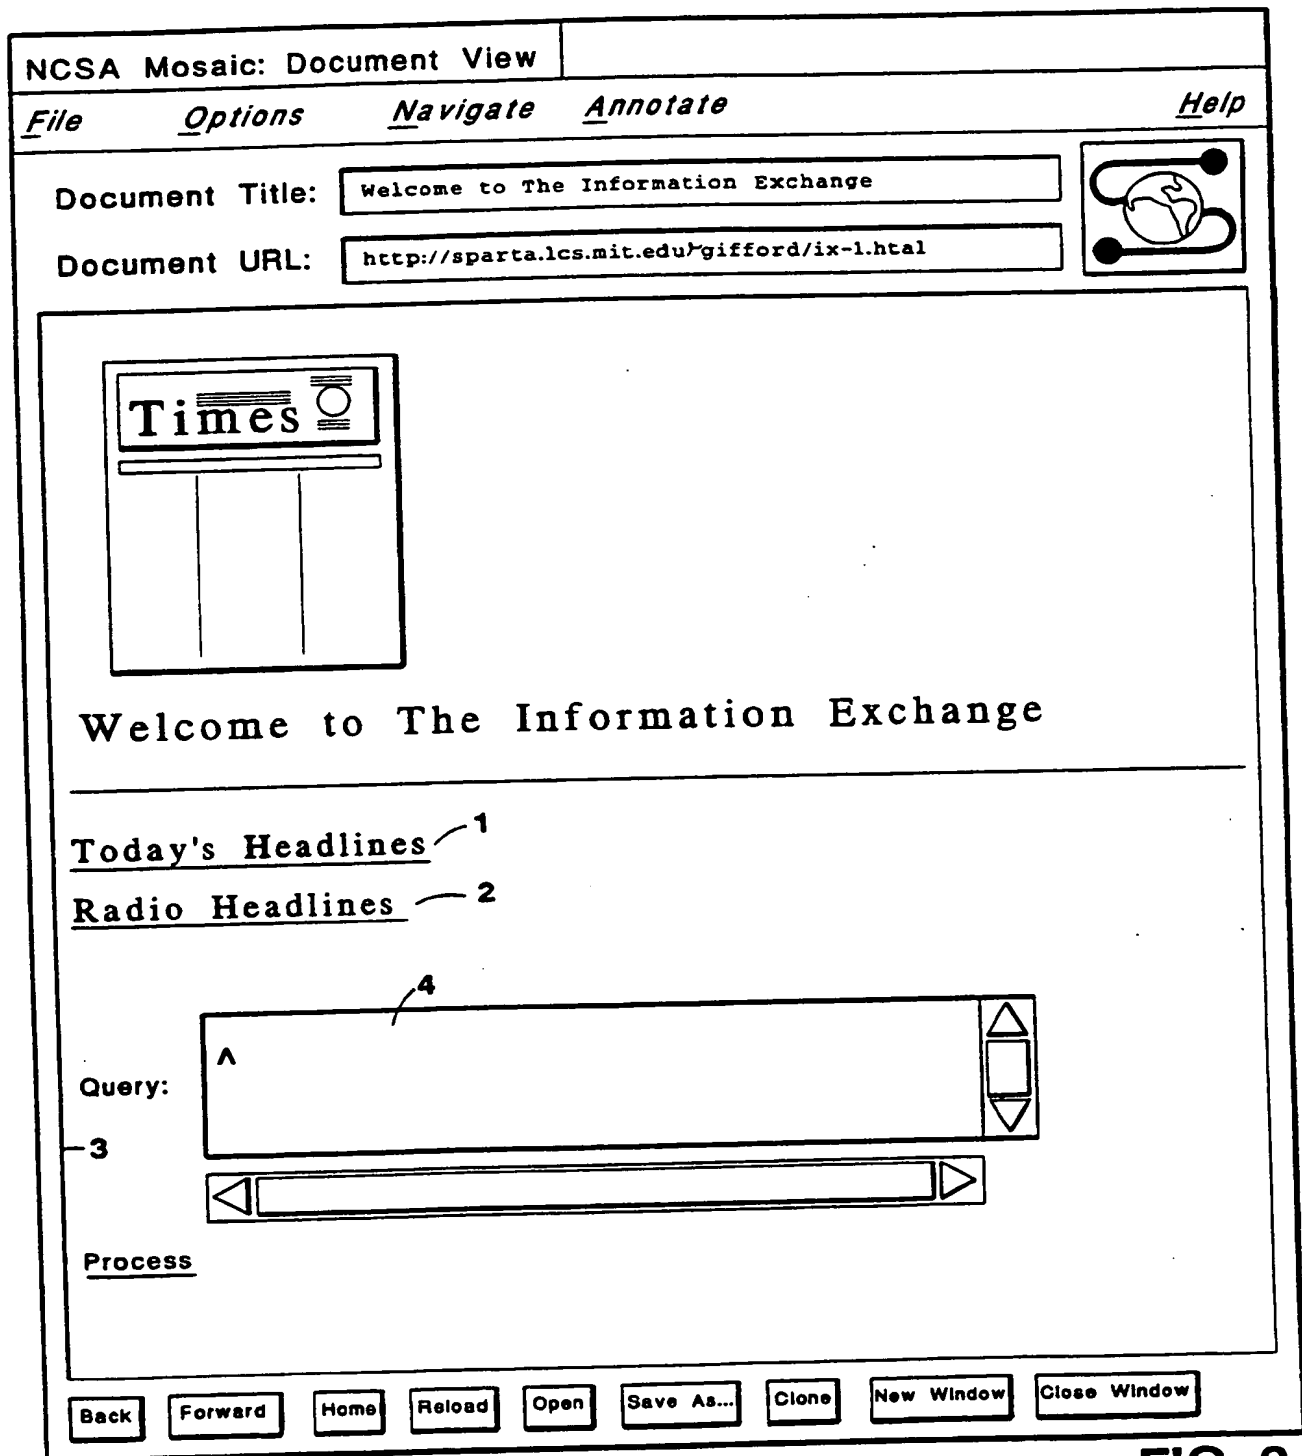 NCSA Mosaic: Document View
File Options Navigate Annotate Help
Document Title: Welcome to The Information Exchange
Document URL: http://sparta.lcs.mit.edu/~gifford/ix-1.htal
Times
Welcome to The Information Exchange
Today's Headlines 1
Radio Headlines 2
4
^
Query:
3
Process
Back Forward Home Reload Open Save As... Clone New Window Close Window